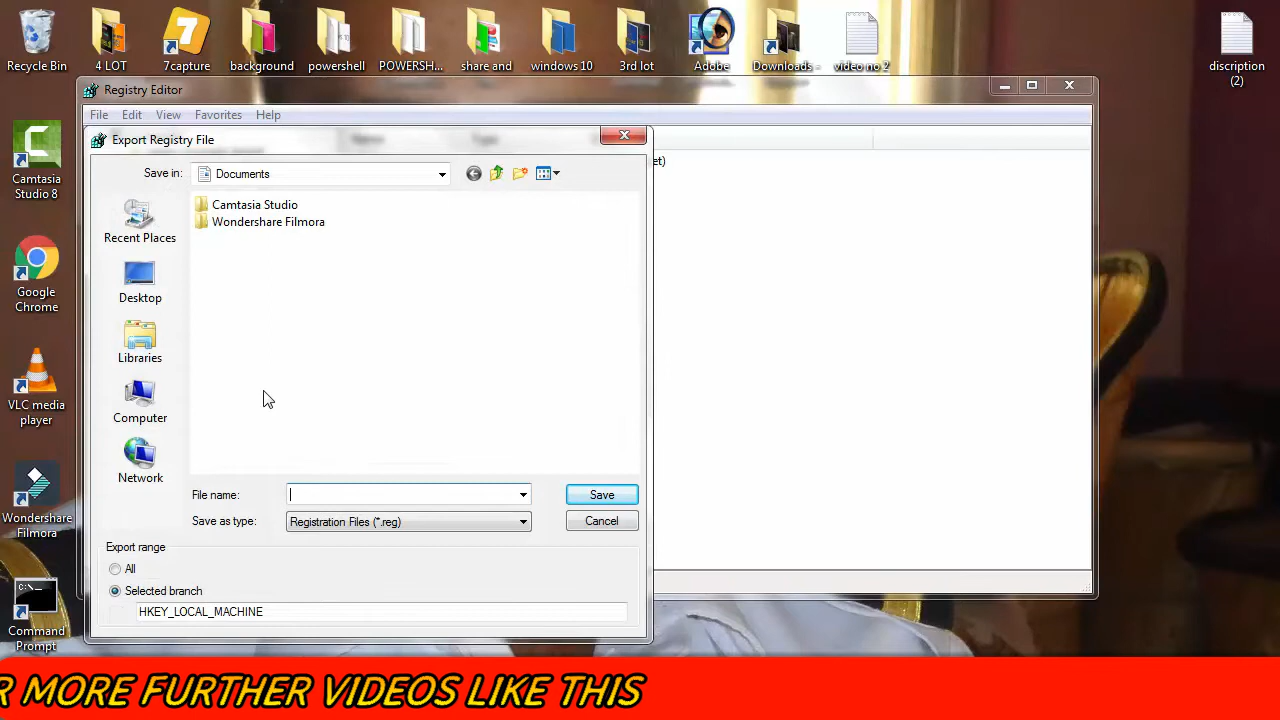 Recycle Bin
4 LOT
7capture
background
powershell
POWERSH...
share and
windows 10
3rd lot
Adobe
Downloads -
video no 2
discription
(2)
Camtasia
Studio 8
Google
Chrome
VLC media
player
Wondershare
Filmora
C:\_
Command
Prompt
Registry Editor
File Edit View Favorites Help
et)
Export Registry File
Save in: Documents
Camtasia Studio
Wondershare Filmora
Recent Places
Desktop
Libraries
Computer
Network
File name:
Save
Save as type: Registration Files (*.reg)
Cancel
Export range
All
Selected branch
HKEY_LOCAL_MACHINE
R MORE FURTHER VIDEOS LIKE THIS